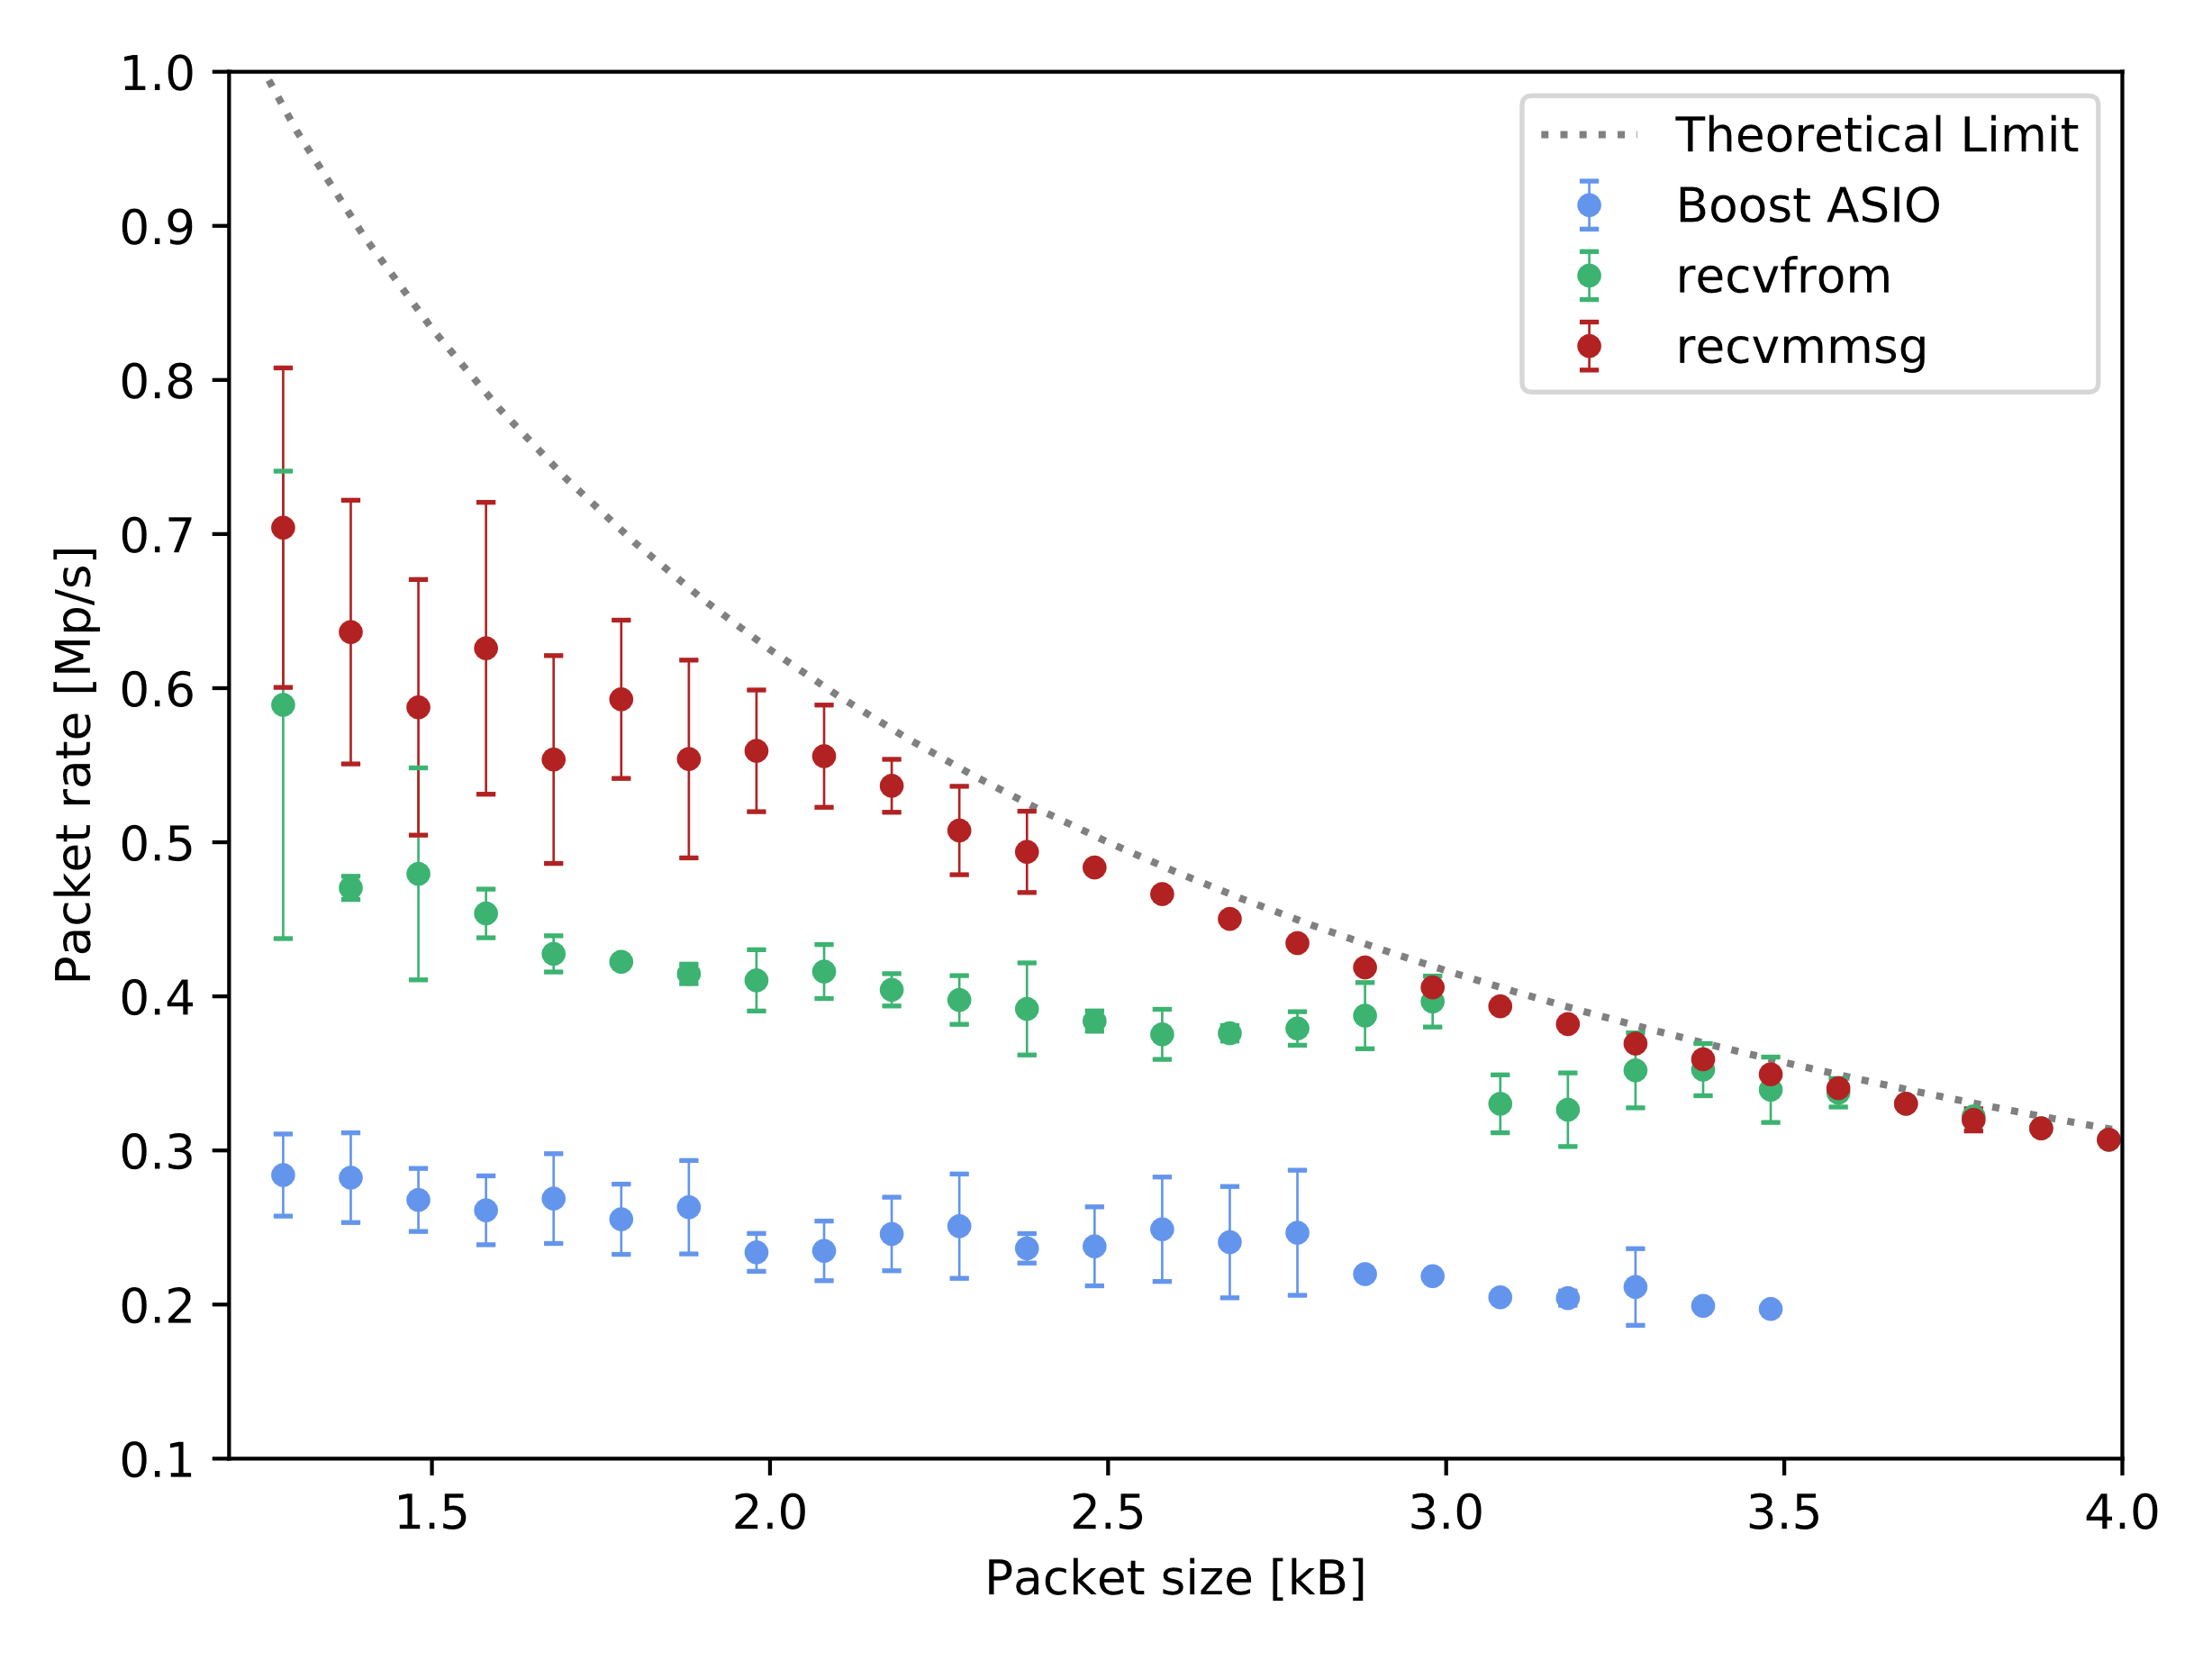 1.0
0.9
0.8
0.7
0.6
0.5
0.4
0.3
0.2
0.1
Packet rate [Mp/s]
Theoretical Limit
Boost ASIO
recvfrom
recvmmsg
1.5 2.0 2.5 3.0 3.5 4.0
Packet size [kB]